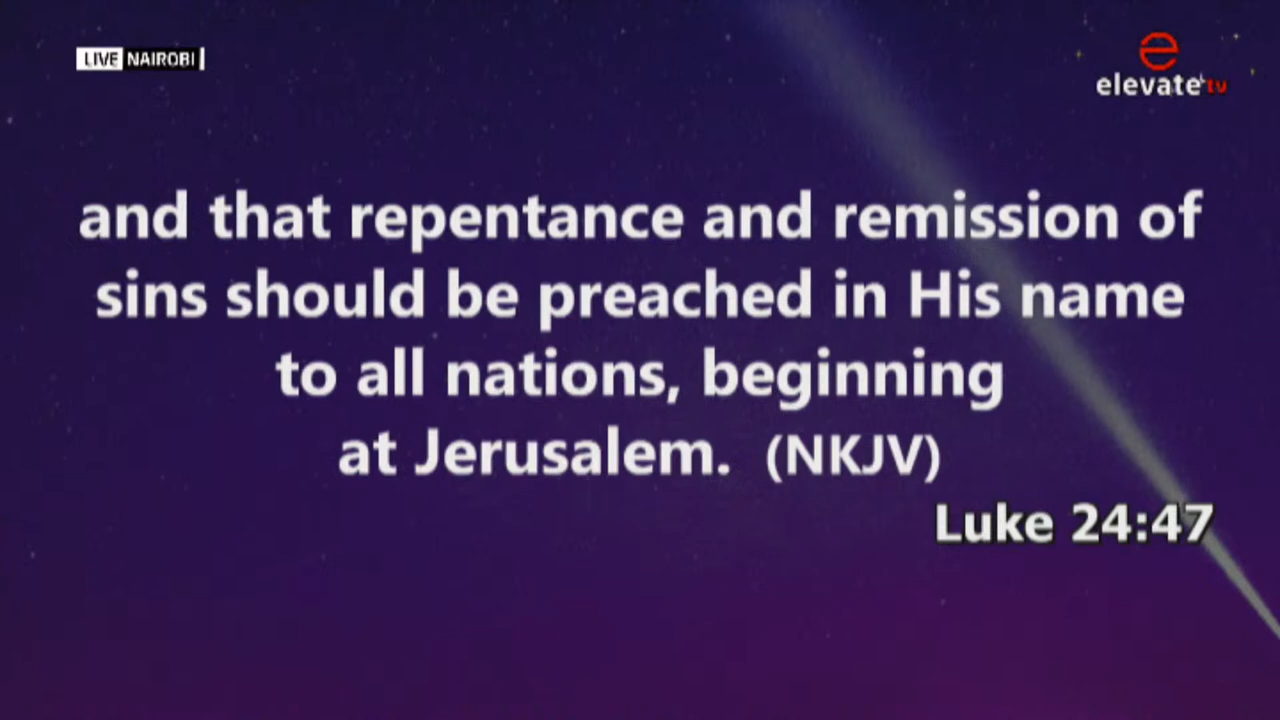 LIVE NAIROBI
e
elevate tv
and that repentance and remission of
sins should be preached in His name
to all nations, beginning
at Jerusalem. (NKJV)
Luke 24:47